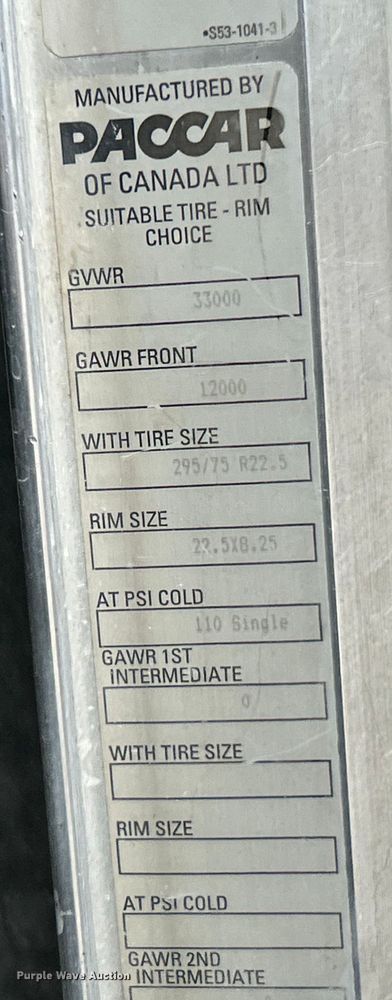 •S53-1041-3
MANUFACTURED BY
PACCAR
OF CANADA LTD
SUITABLE TIRE - RIM
CHOICE
GVWR
33000
GAWR FRONT
12000
WITH TIRE SIZE
295/75 R22.5
RIM SIZE
22.5X8.25
AT PSI COLD
110 Single
GAWR 1ST
INTERMEDIATE
0
WITH TIRE SIZE
RIM SIZE
AT PSI COLD
GAWR 2ND
INTERMEDIATE
Purple Wave Auction